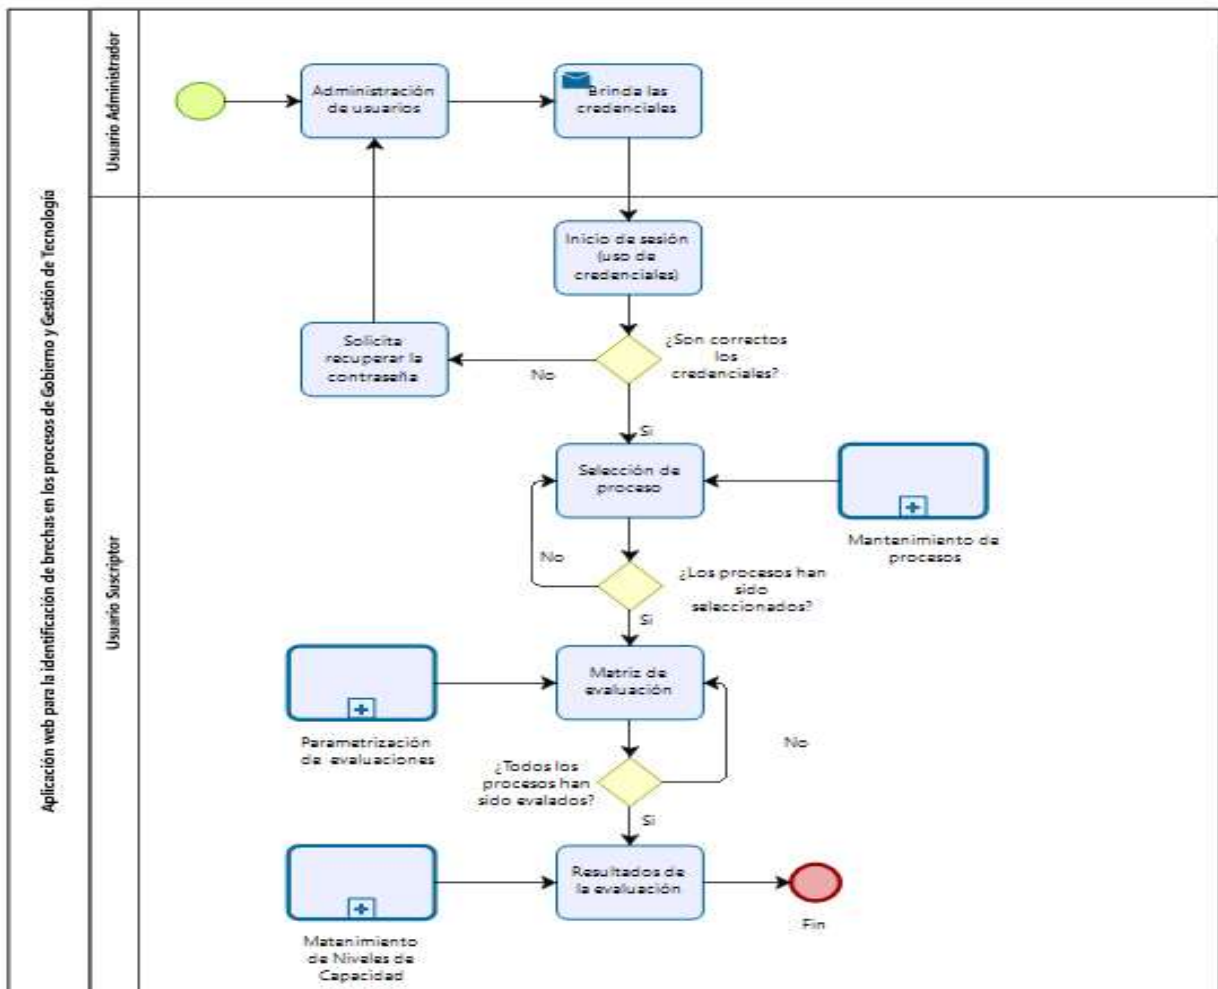 Aplicación web para la identificación de brechas en los procesos de Gobierno y Gestión de Tecnología
Usuario Administrador
Administración
de usuarios
Brinda las
credenciales
Usuario Suscriptor
Inicio de sesión
(uso de
credenciales)
Solicita
recuperar la
contraseña
No
¿Son correctos
los
credenciales?
Si
Selección de
proceso
Mantenimiento de
procesos
No
¿Los procesos han
sido
seleccionados?
Si
Matriz de
evaluación
Parametrización
de evaluaciones
No
¿Todos los
procesos han
sido evalados?
Si
Resultados de
la evaluación
Fin
Matenimiento
de Niveles de
Capacidad